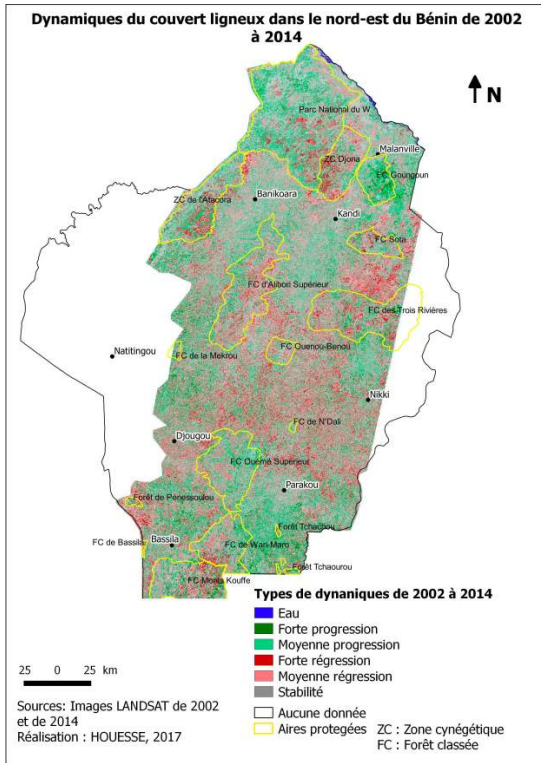 Dynamiques du couvert ligneux dans le nord-est du Bénin de 2002
à 2014
N
Parc National du W
Malanville
ZC Djona
FC Goungoun
Banikoara
ZC de l'Atacora
Kandi
FC Sota
FC d'Alibori Supérieur
FC des Trois Rivières
Natitingou
FC de la Mekrou
FC Ouenou-Benou
Nikki
FC de N'Dali
Djougou
FC Ouémé Supérieur
Parakou
Forêt de Pénéssoulou
Forêt Tchachou
FC de Bassila
Bassila
FC de Wari-Maro
Forêt Tchaourou
FC Monts Kouffe
Types de dynaniques de 2002 à 2014
Eau
Forte progression
Moyenne progression
Forte régression
Moyenne régression
Stabilité
Aucune donnée
Aires protegées
ZC : Zone cynégétique
FC : Forêt classée
25 0 25 km
Sources: Images LANDSAT de 2002
et de 2014
Réalisation : HOUESSE, 2017